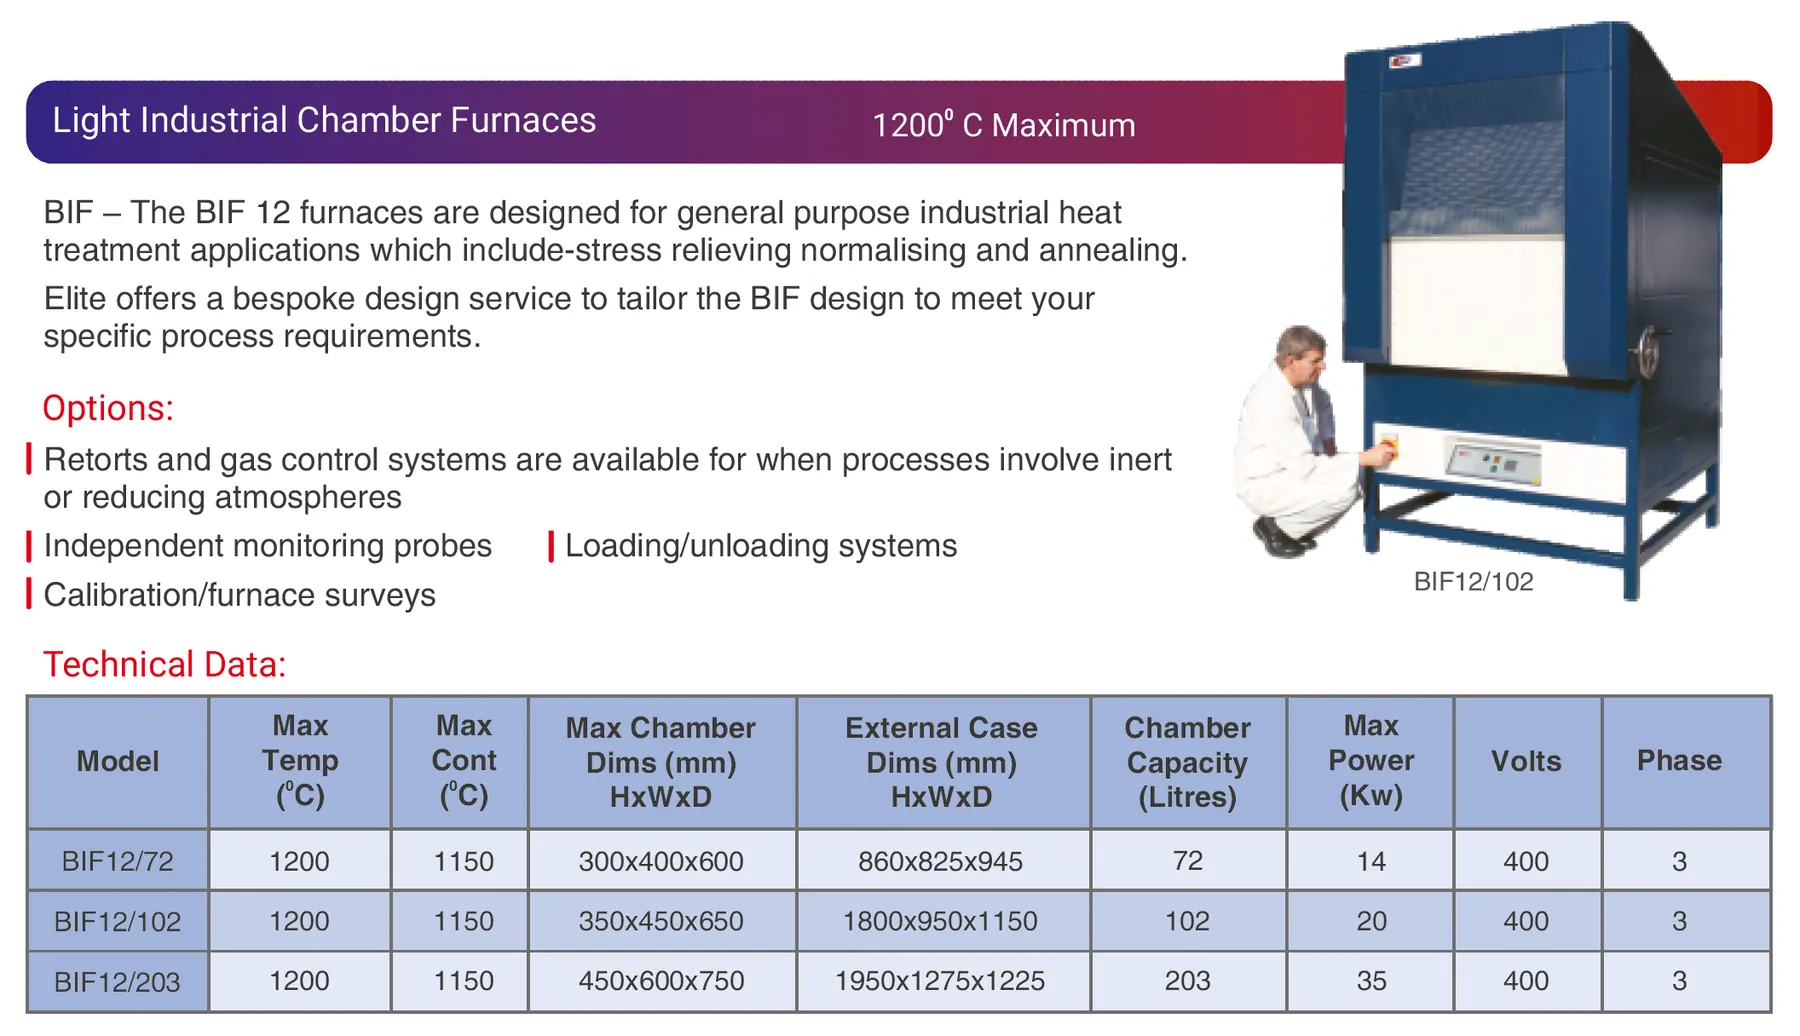 Light Industrial Chamber Furnaces
1200⁰ C Maximum
BIF – The BIF 12 furnaces are designed for general purpose industrial heat
treatment applications which include-stress relieving normalising and annealing.
Elite offers a bespoke design service to tailor the BIF design to meet your
specific process requirements.
Options:
Retorts and gas control systems are available for when processes involve inert
or reducing atmospheres
Independent monitoring probes
Loading/unloading systems
Calibration/furnace surveys
BIF12/102
Technical Data:
Model | Max Temp (⁰C) | Max Cont (⁰C) | Max Chamber Dims (mm) HxWxD | External Case Dims (mm) HxWxD | Chamber Capacity (Litres) | Max Power (Kw) | Volts | Phase
BIF12/72 | 1200 | 1150 | 300x400x600 | 860x825x945 | 72 | 14 | 400 | 3
BIF12/102 | 1200 | 1150 | 350x450x650 | 1800x950x1150 | 102 | 20 | 400 | 3
BIF12/203 | 1200 | 1150 | 450x600x750 | 1950x1275x1225 | 203 | 35 | 400 | 3